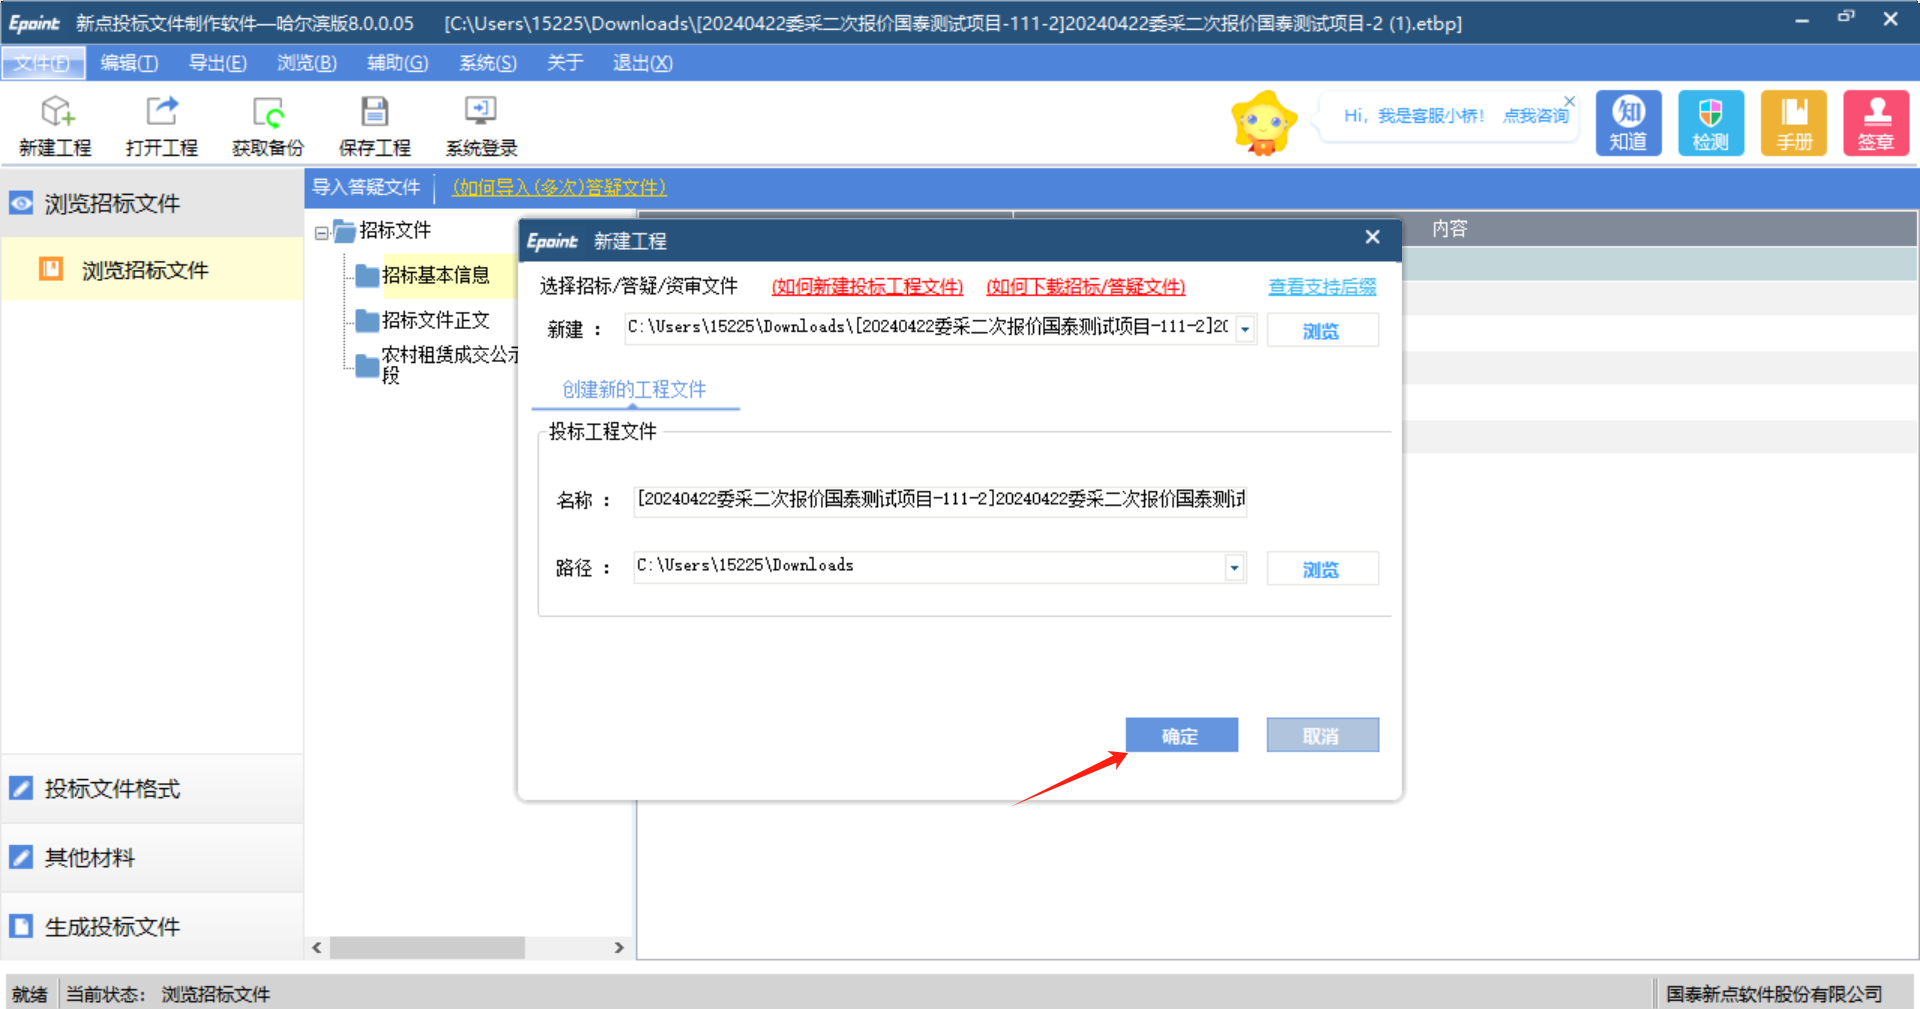 Epoint 新点投标文件制作软件—哈尔滨版8.0.0.05 [C:\Users\15225\Downloads\[20240422委采二次报价国泰测试项目-111-2]20240422委采二次报价国泰测试项目-2 (1).etbp]
文件(F) 编辑(T) 导出(E) 浏览(B) 辅助(G) 系统(S) 关于 退出(X)
新建工程 打开工程 获取备份 保存工程 系统登录
Hi，我是客服小桥！ 点我咨询
知
知道 检测 手册 签章
浏览招标文件
浏览招标文件
投标文件格式
其他材料
生成投标文件
导入答疑文件 (如何导入(多次)答疑文件)
招标文件
招标基本信息
招标文件正文
农村租赁成交公示
段
内容
Epoint 新建工程
选择招标/答疑/资审文件 (如何新建投标工程文件) (如何下载招标/答疑文件) 查看支持后缀
新建： C:\Users\15225\Downloads\[20240422委采二次报价国泰测试项目-111-2]20 浏览
创建新的工程文件
投标工程文件
名称： [20240422委采二次报价国泰测试项目-111-2]20240422委采二次报价国泰测试
路径： C:\Users\15225\Downloads 浏览
确定 取消
就绪 当前状态： 浏览招标文件 国泰新点软件股份有限公司